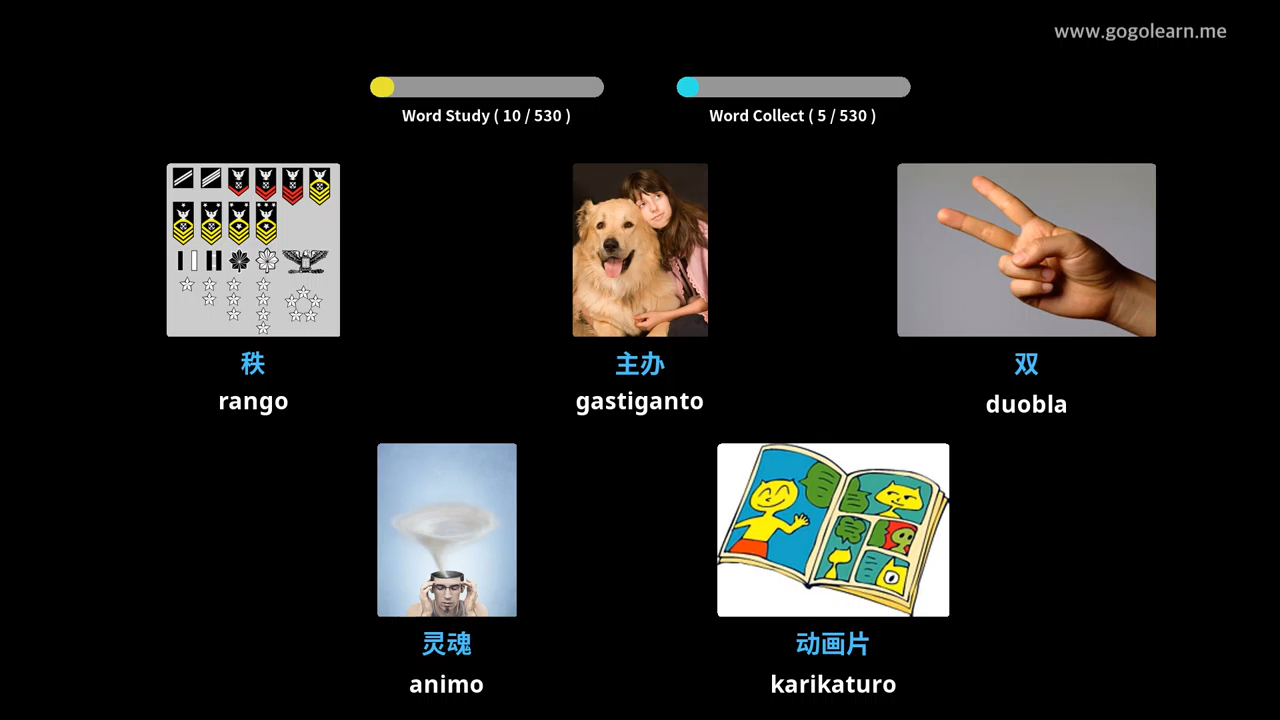 www.gogolearn.me
Word Study ( 10 / 530 )
Word Collect ( 5 / 530 )
秩
rango
主办
gastiganto
双
duobla
灵魂
animo
动画片
karikaturo